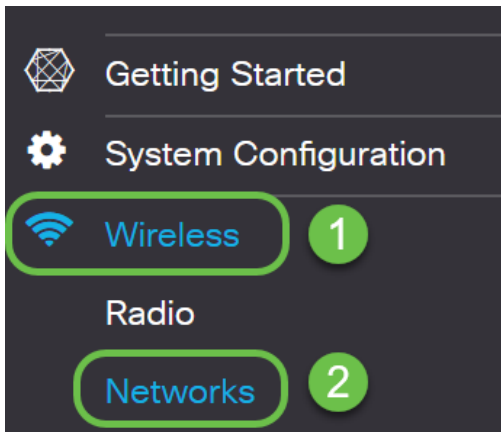 Getting Started
System Configuration
Wireless 1
Radio
Networks 2